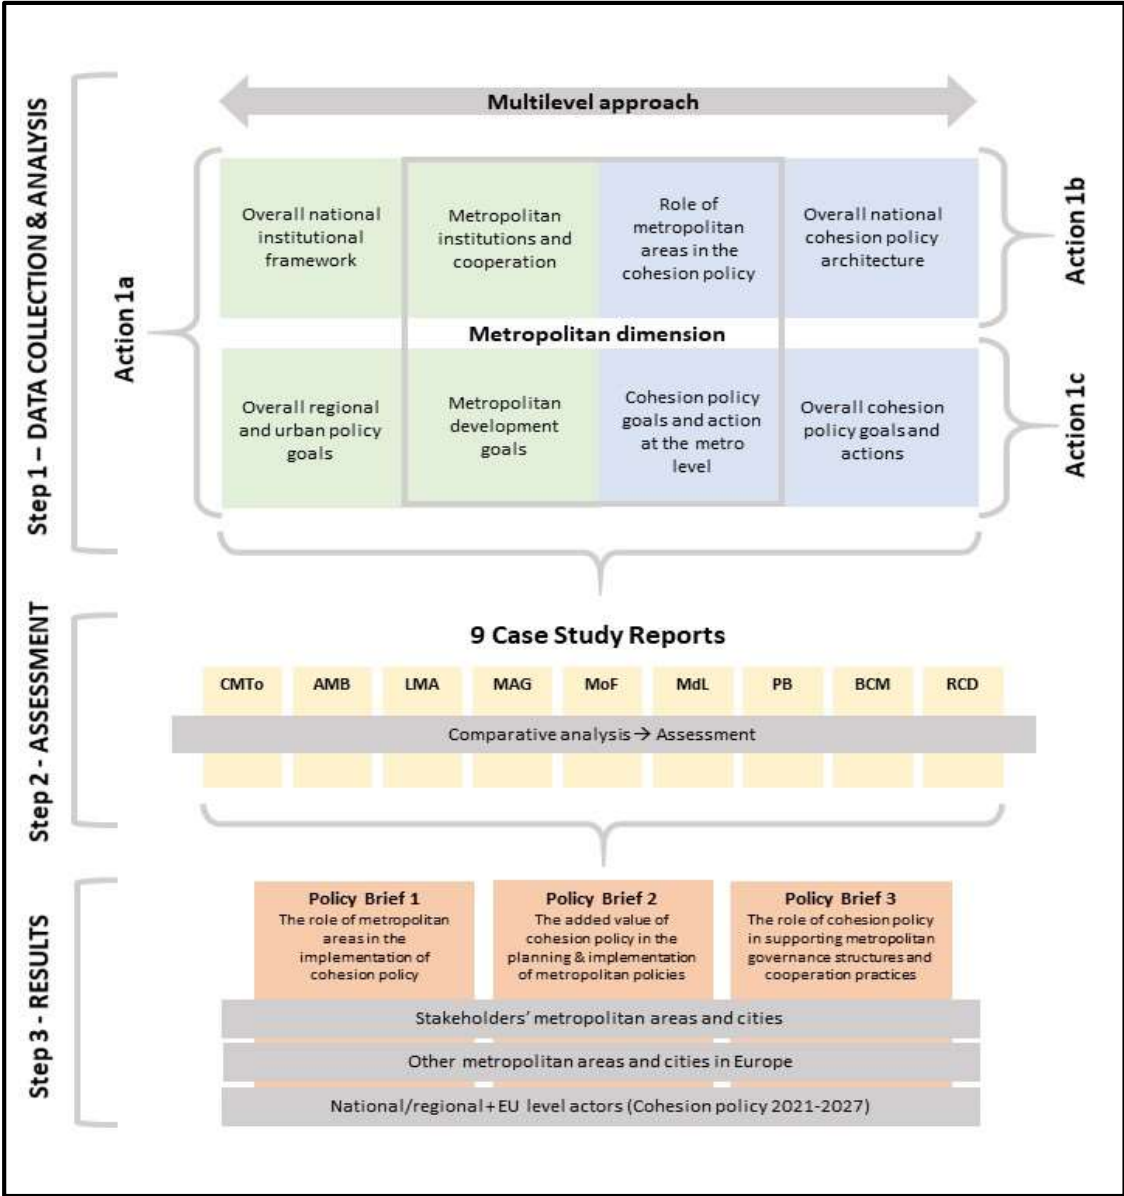 Step 1 – DATA COLLECTION & ANALYSIS
Multilevel approach
Action 1a
Overall national
institutional
framework
Metropolitan
institutions and
cooperation
Role of
metropolitan
areas in the
cohesion policy
Overall national
cohesion policy
architecture
Action 1b
Metropolitan dimension
Overall regional
and urban policy
goals
Metropolitan
development
goals
Cohesion policy
goals and action
at the metro
level
Overall cohesion
policy goals and
actions
Action 1c
Step 2 - ASSESSMENT
9 Case Study Reports
CMTo AMB LMA MAG MoF MdL PB BCM RCD
Comparative analysis → Assessment
Step 3 - RESULTS
Policy Brief 1
The role of metropolitan
areas in the
implementation of
cohesion policy
Policy Brief 2
The added value of
cohesion policy in the
planning & implementation
of metropolitan policies
Policy Brief 3
The role of cohesion policy
in supporting metropolitan
governance structures and
cooperation practices
Stakeholders' metropolitan areas and cities
Other metropolitan areas and cities in Europe
National/regional + EU level actors (Cohesion policy 2021-2027)